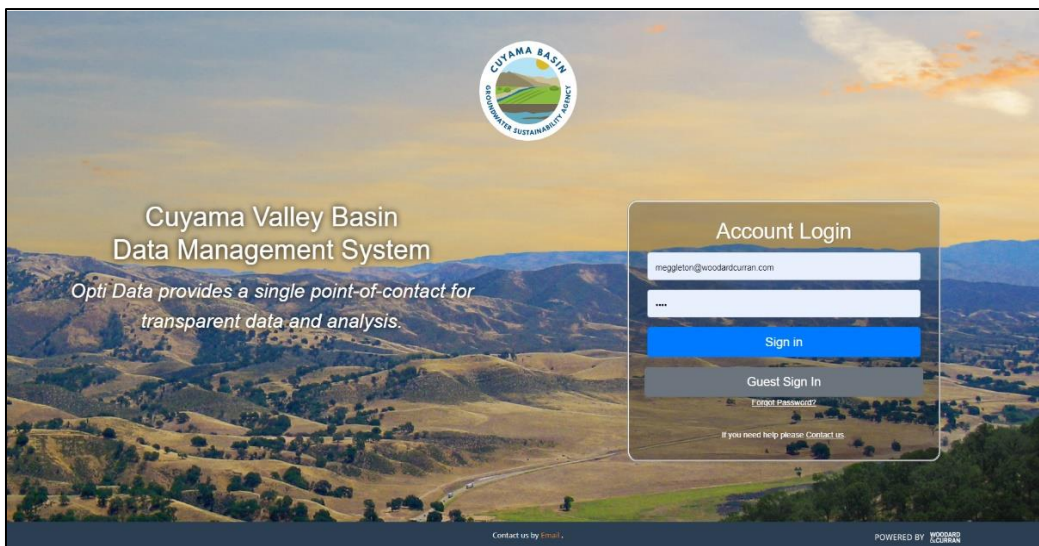 CUYAMA BASIN
GROUNDWATER SUSTAINABILITY AGENCY
Cuyama Valley Basin
Data Management System
Opti Data provides a single point-of-contact for
transparent data and analysis.
Account Login
meggleton@woodardcurran.com
••••
Sign in
Guest Sign In
Forgot Password?
If you need help please Contact us
Contact us by Email .
POWERED BY WOODARD
&CURRAN